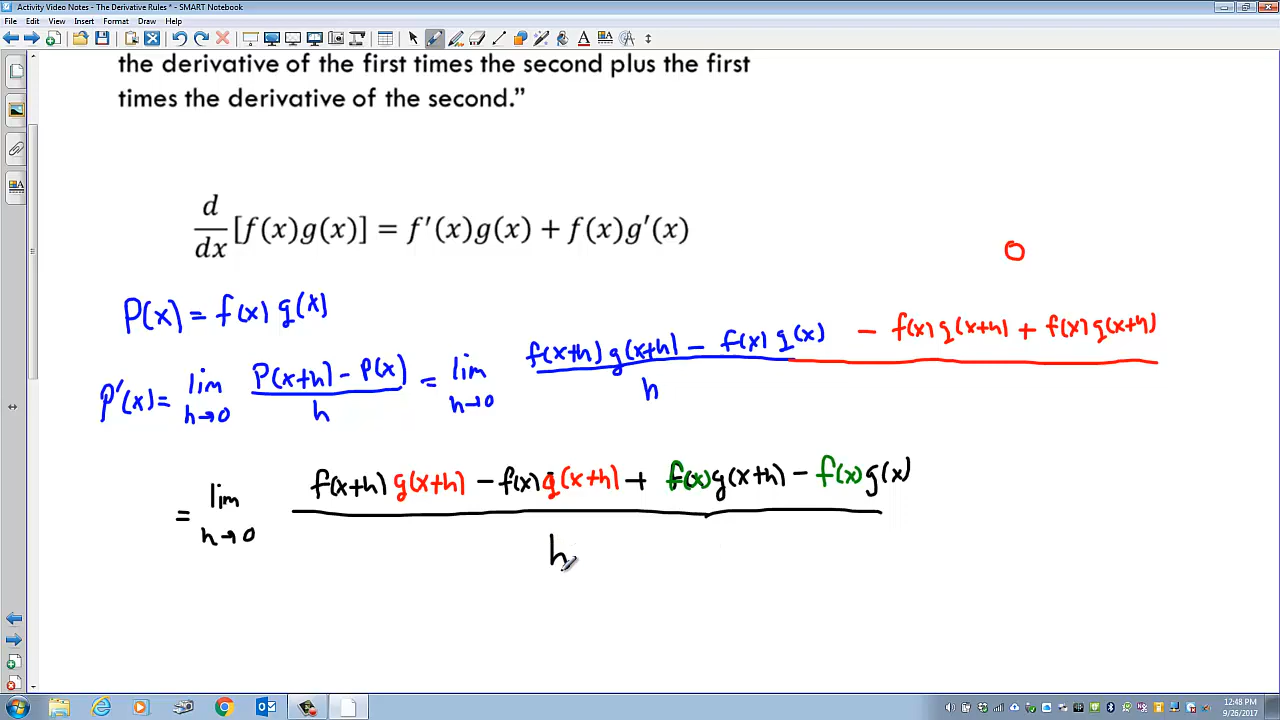 Activity Video Notes - The Derivative Rules * - SMART Notebook
File Edit View Insert Format Draw Tools Help
the derivative of the first times the second plus the first
times the derivative of the second.”
d/dx [f(x)g(x)] = f′(x)g(x) + f(x)g′(x)
0
P(x) = f(x) g(x)
P'(x) = lim h→0 (P(x+h) - P(x))/h = lim h→0 (f(x+h) g(x+h) - f(x) g(x) - f(x) g(x+h) + f(x) g(x+h))/h
= lim h→0 (f(x+h) g(x+h) - f(x) g(x+h) + f(x) g(x+h) - f(x) g(x))/h
12:48 PM
9/26/2017